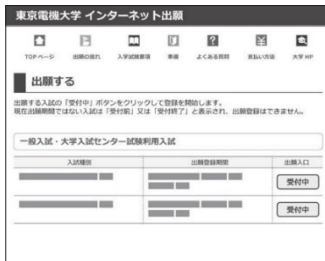 東京電機大学 インターネット出願
TOP ページ 出願の流れ 入学試験要項 準備 よくある質問 支払い方法 大学 HP
出願する
出願する入試の「受付中」ボタンをクリックして登録を開始します。
現在出願期間ではない入試は「受付前」又は「受付終了」と表示され、出願登録はできません。
一般入試・大学入試センター試験利用入試
入試種別 出願登録期間 出願入口
受付中
受付中